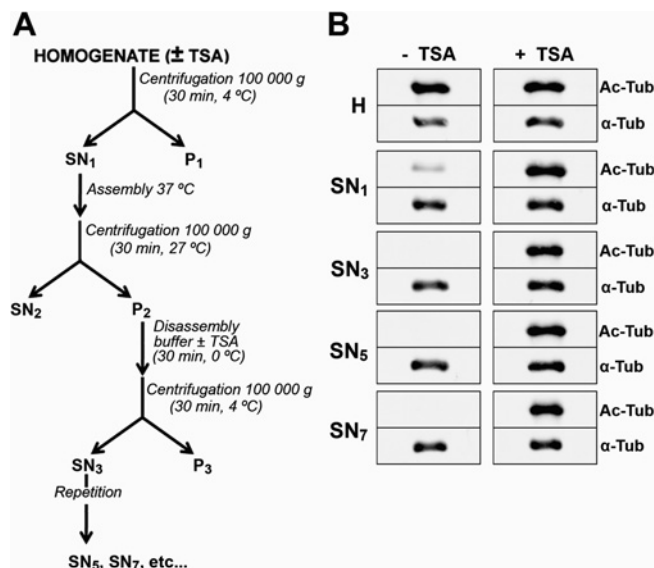 A
HOMOGENATE (± TSA)
Centrifugation 100 000 g
(30 min, 4 ºC)
SN1
P1
Assembly 37 ºC
Centrifugation 100 000 g
(30 min, 27 ºC)
SN2
P2
Disassembly
buffer ± TSA
(30 min, 0 ºC)
Centrifugation 100 000 g
(30 min, 4 ºC)
SN3
P3
Repetition
SN5, SN7, etc...
B
- TSA
+ TSA
H
Ac-Tub
α-Tub
SN1
Ac-Tub
α-Tub
SN3
Ac-Tub
α-Tub
SN5
Ac-Tub
α-Tub
SN7
Ac-Tub
α-Tub